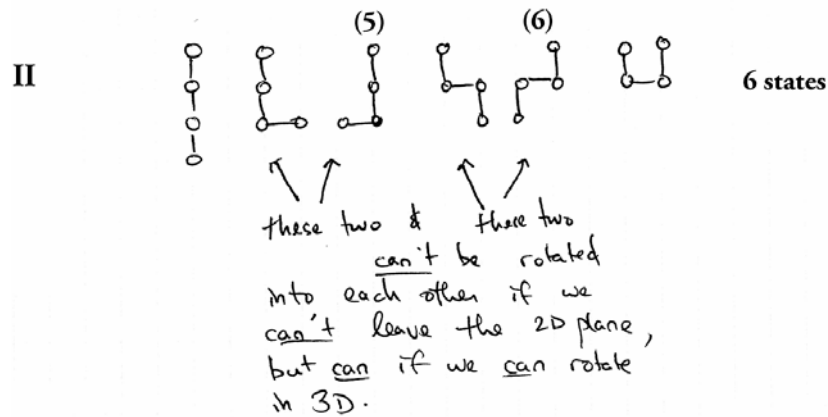 (5) (6)
II 6 states
these two & these two
can't be rotated
into each other if we
can't leave the 2D plane,
but can if we can rotate
in 3D.